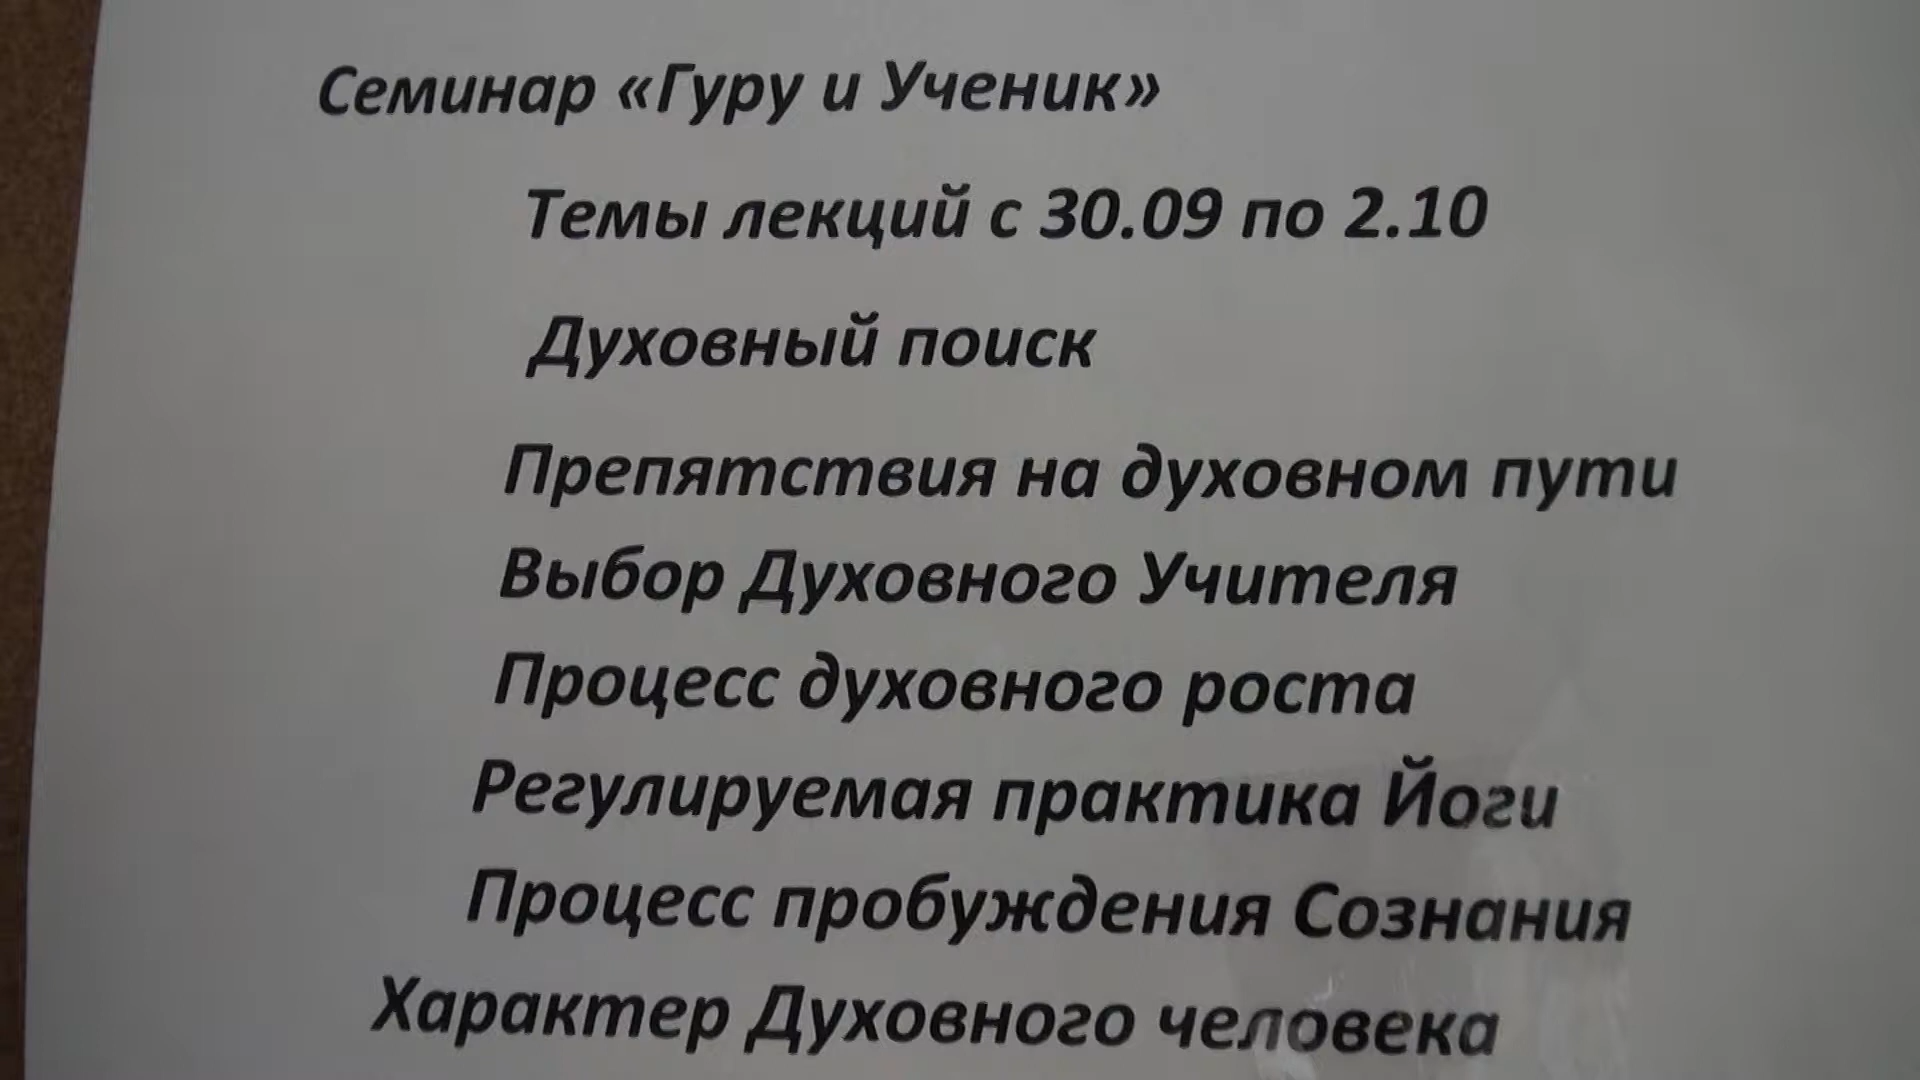 Семинар «Гуру и Ученик»
Темы лекций с 30.09 по 2.10
Духовный поиск
Препятствия на духовном пути
Выбор Духовного Учителя
Процесс духовного роста
Регулируемая практика Йоги
Процесс пробуждения Сознания
Характер Духовного человека